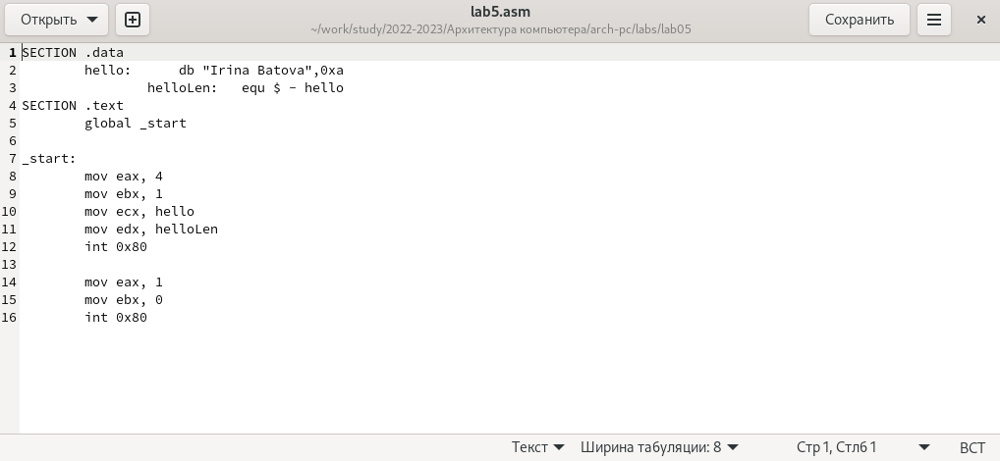 Открыть
lab5.asm
~/work/study/2022-2023/Архитектура компьютера/arch-pc/labs/lab05
Сохранить
1 SECTION .data
2 hello: db "Irina Batova",0xa
3 helloLen: equ $ - hello
4 SECTION .text
5 global _start
6
7 _start:
8 mov eax, 4
9 mov ebx, 1
10 mov ecx, hello
11 mov edx, helloLen
12 int 0x80
13
14 mov eax, 1
15 mov ebx, 0
16 int 0x80
Текст Ширина табуляции: 8 Стр 1, Стлб 1 ВСТ